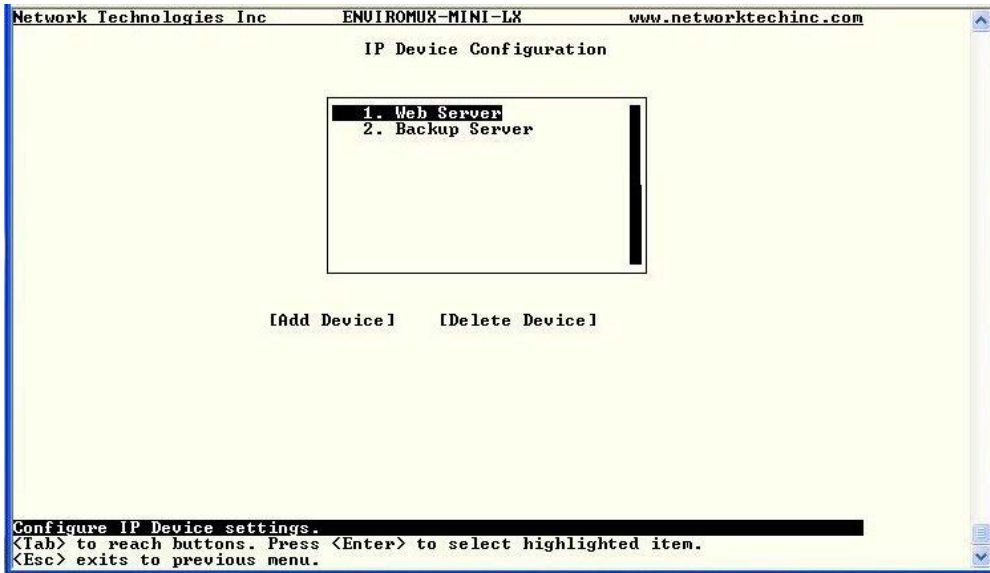 Network Technologies Inc ENVIROMUX-MINI-LX www.networktechinc.com
IP Device Configuration
1. Web Server
2. Backup Server
[Add Device] [Delete Device]
Configure IP Device settings.
<Tab> to reach buttons. Press <Enter> to select highlighted item.
<Esc> exits to previous menu.